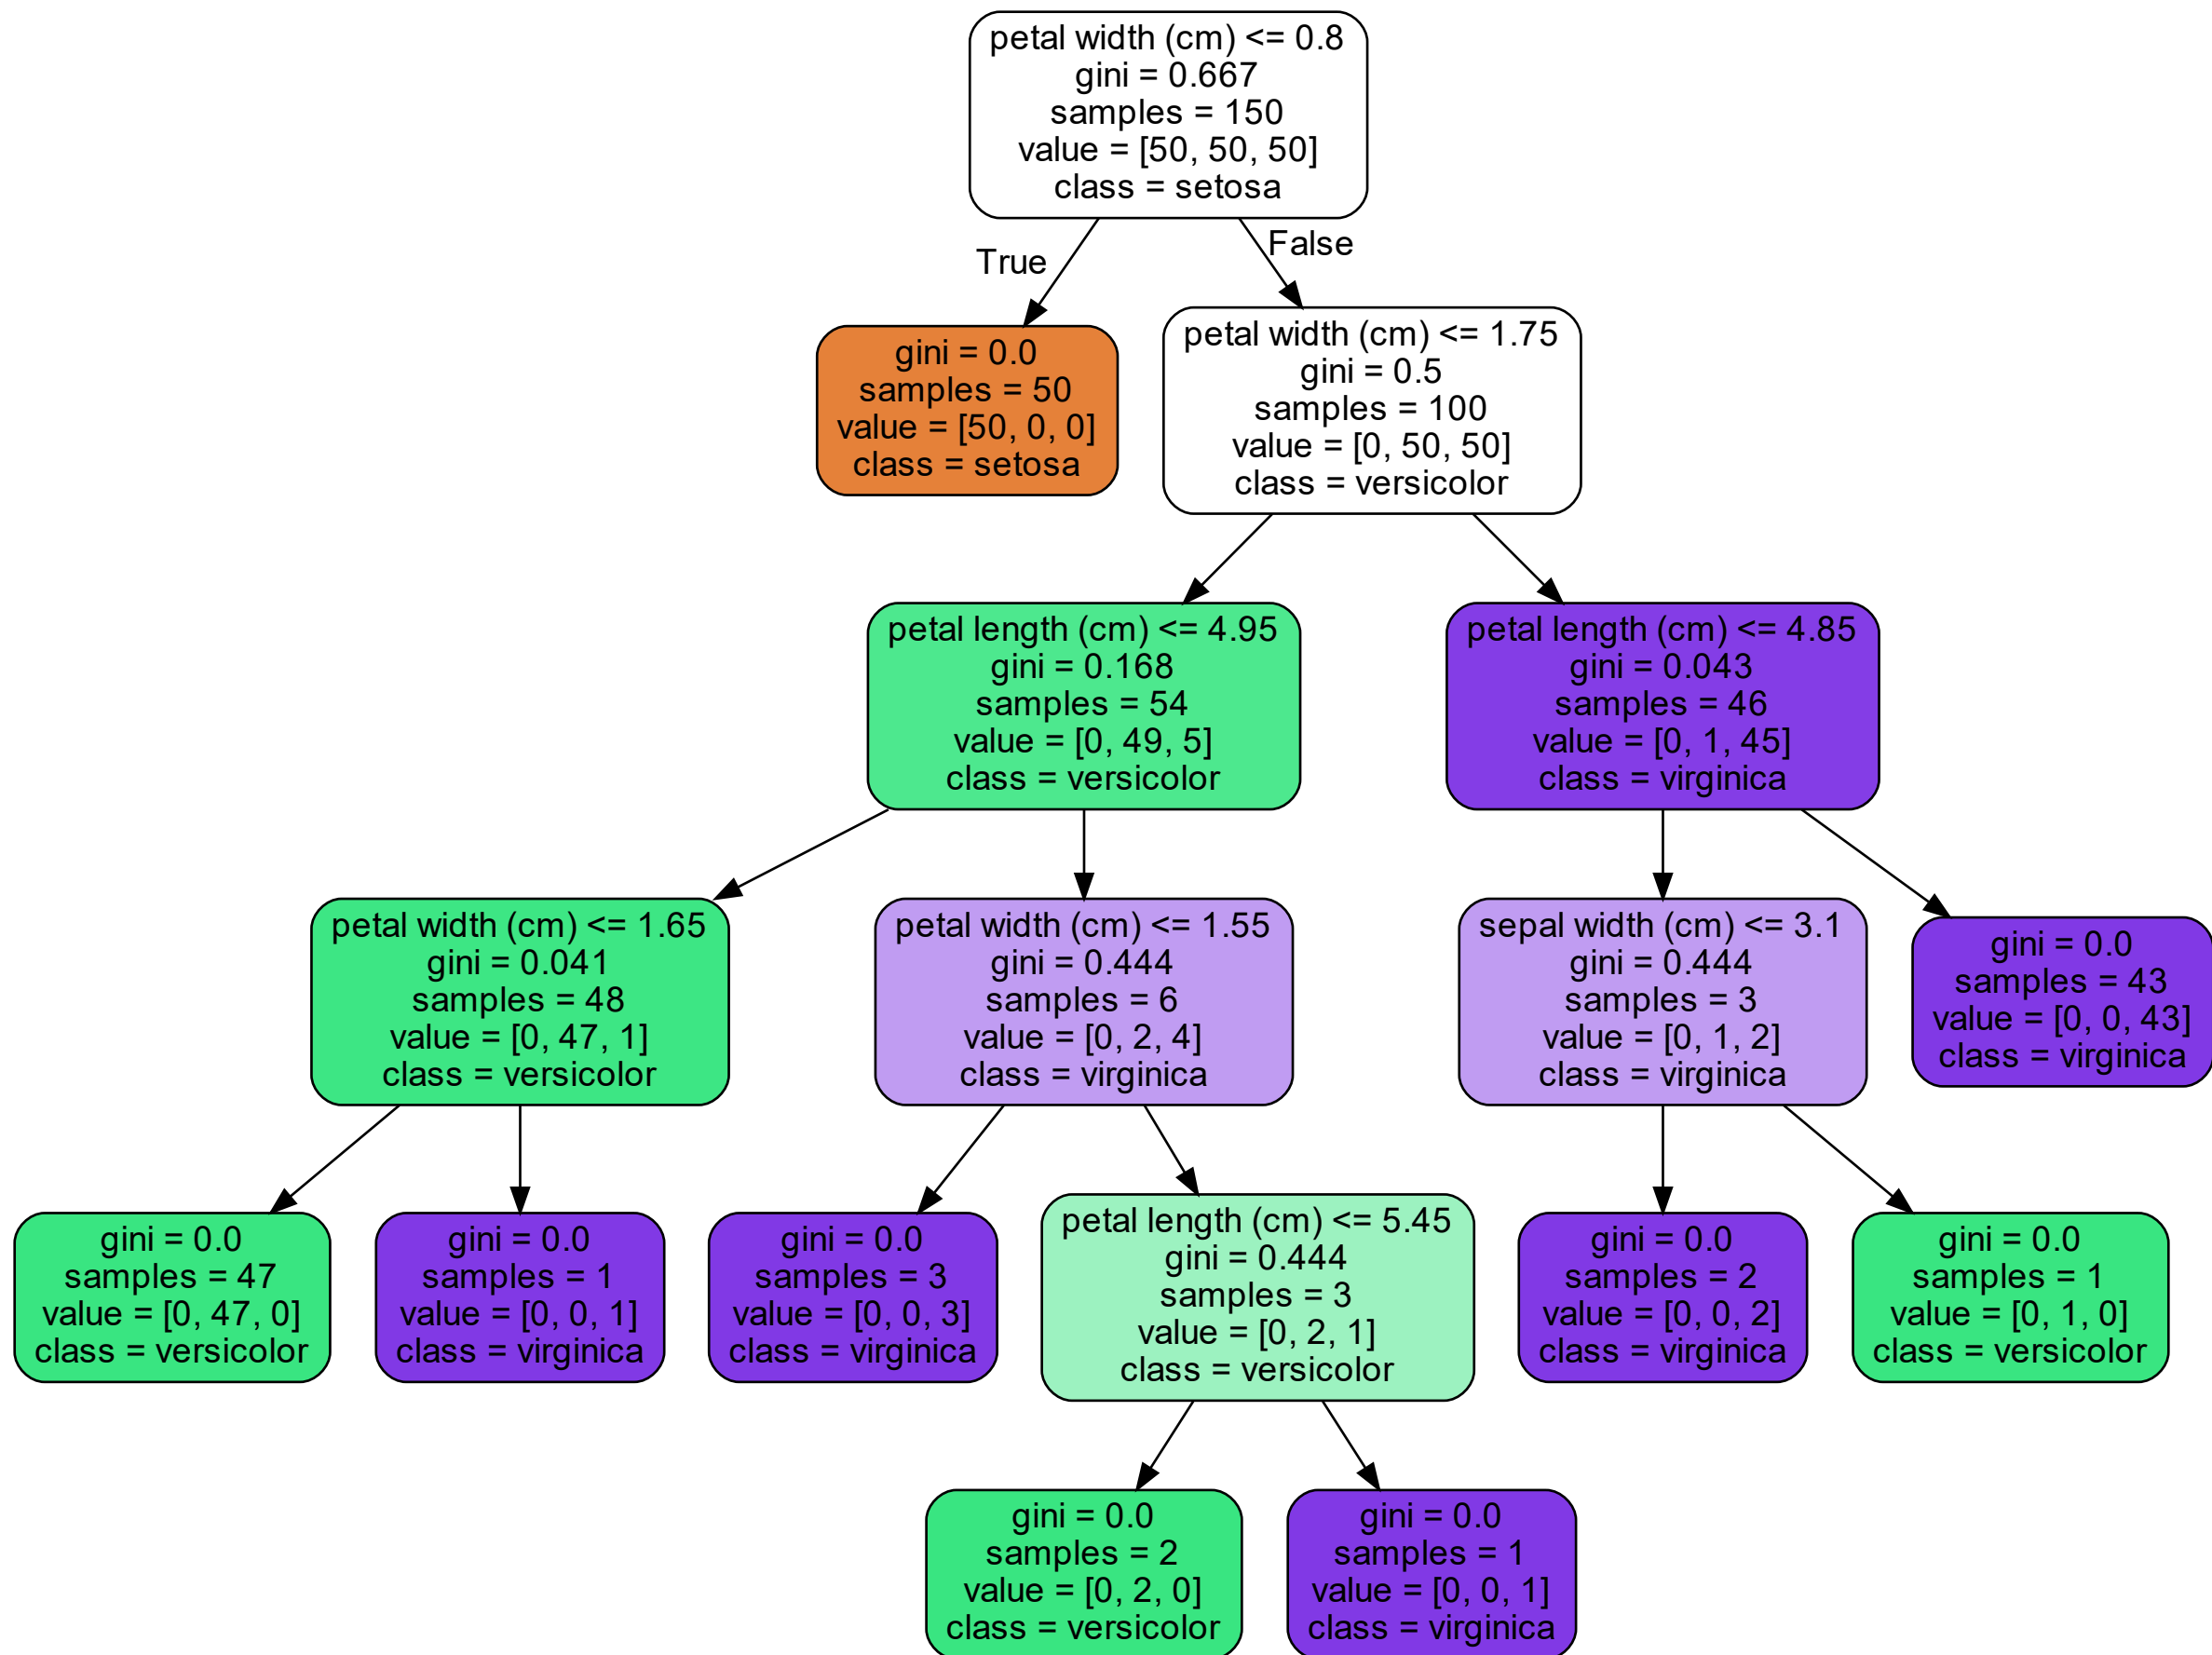 petal width (cm) <= 0.8
gini = 0.667
samples = 150
value = [50, 50, 50]
class = setosa
True
False
gini = 0.0
samples = 50
value = [50, 0, 0]
class = setosa
petal width (cm) <= 1.75
gini = 0.5
samples = 100
value = [0, 50, 50]
class = versicolor
petal length (cm) <= 4.95
gini = 0.168
samples = 54
value = [0, 49, 5]
class = versicolor
petal length (cm) <= 4.85
gini = 0.043
samples = 46
value = [0, 1, 45]
class = virginica
petal width (cm) <= 1.65
gini = 0.041
samples = 48
value = [0, 47, 1]
class = versicolor
petal width (cm) <= 1.55
gini = 0.444
samples = 6
value = [0, 2, 4]
class = virginica
sepal width (cm) <= 3.1
gini = 0.444
samples = 3
value = [0, 1, 2]
class = virginica
gini = 0.0
samples = 43
value = [0, 0, 43]
class = virginica
gini = 0.0
samples = 47
value = [0, 47, 0]
class = versicolor
gini = 0.0
samples = 1
value = [0, 0, 1]
class = virginica
gini = 0.0
samples = 3
value = [0, 0, 3]
class = virginica
petal length (cm) <= 5.45
gini = 0.444
samples = 3
value = [0, 2, 1]
class = versicolor
gini = 0.0
samples = 2
value = [0, 0, 2]
class = virginica
gini = 0.0
samples = 1
value = [0, 1, 0]
class = versicolor
gini = 0.0
samples = 2
value = [0, 2, 0]
class = versicolor
gini = 0.0
samples = 1
value = [0, 0, 1]
class = virginica